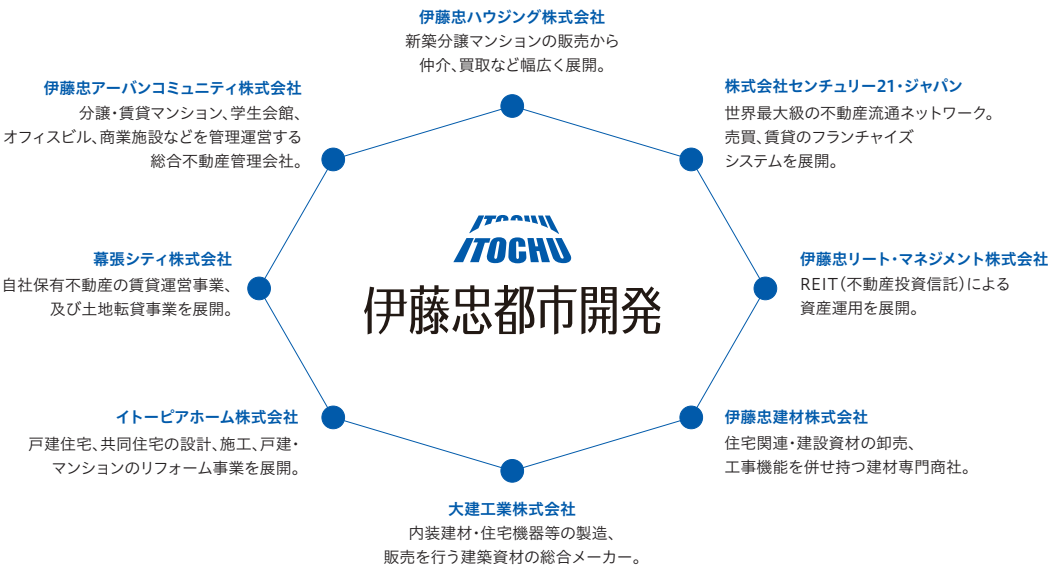 伊藤忠ハウジング株式会社
新築分譲マンションの販売から
仲介、買取など幅広く展開。
株式会社センチュリー21・ジャパン
世界最大級の不動産流通ネットワーク。
売買、賃貸のフランチャイズ
システムを展開。
伊藤忠リート・マネジメント株式会社
REIT(不動産投資信託)による
資産運用を展開。
伊藤忠建材株式会社
住宅関連・建設資材の卸売、
工事機能を併せ持つ建材専門商社。
大建工業株式会社
内装建材・住宅機器等の製造、
販売を行う建築資材の総合メーカー。
イトーピアホーム株式会社
戸建住宅、共同住宅の設計、施工、戸建・
マンションのリフォーム事業を展開。
幕張シティ株式会社
自社保有不動産の賃貸運営事業、
及び土地転貸事業を展開。
伊藤忠アーバンコミュニティ株式会社
分譲・賃貸マンション、学生会館、
オフィスビル、商業施設などを管理運営する
総合不動産管理会社。
ITOCHU
ITOCHU
伊藤忠都市開発